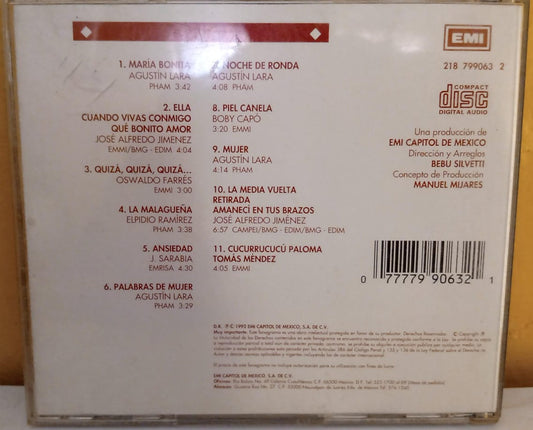 1. MARÍA BONITA
AGUSTÍN LARA
PHAM 3:42
2. ELLA
CUANDO VIVAS CONMIGO
QUÉ BONITO AMOR
JOSÉ ALFREDO JIMENEZ
EMMI/BMG - EDIM 4:04
3. QUIZÁ, QUIZÁ, QUIZÁ...
OSWALDO FARRÉS
EMMI 3:00
4. LA MALAGUEÑA
ELPIDIO RAMÍREZ
PHAM 3:38
5. ANSIEDAD
J. SARABIA
EMRISA 4:30
6. PALABRAS DE MUJER
AGUSTÍN LARA
PHAM 3:29
NOCHE DE RONDA
AGUSTÍN LARA
4:08 PHAM
8. PIEL CANELA
BOBY CAPÓ
3:20 EMMI
9. MUJER
AGUSTÍN LARA
4:14 PHAM
10. LA MEDIA VUELTA
RETIRADA
AMANECÍ EN TUS BRAZOS
JOSÉ ALFREDO JIMÉNEZ
6:57 CAMPEI/BMG - EDIM/BMG - EDIM
11. CUCURRUCUCÚ PALOMA
TOMÁS MÉNDEZ
4:05 EMMI
EMI
218 799063 2
COMPACT
disc
DIGITAL AUDIO
Una producción de
EMI CAPITOL DE MEXICO
Dirección y Arreglos
BEBU SILVETTI
Concepto de Producción
MANUEL MIJARES
0 77779 90632 1
EMI CAPITOL DE MEXICO, S.A. DE C.V.